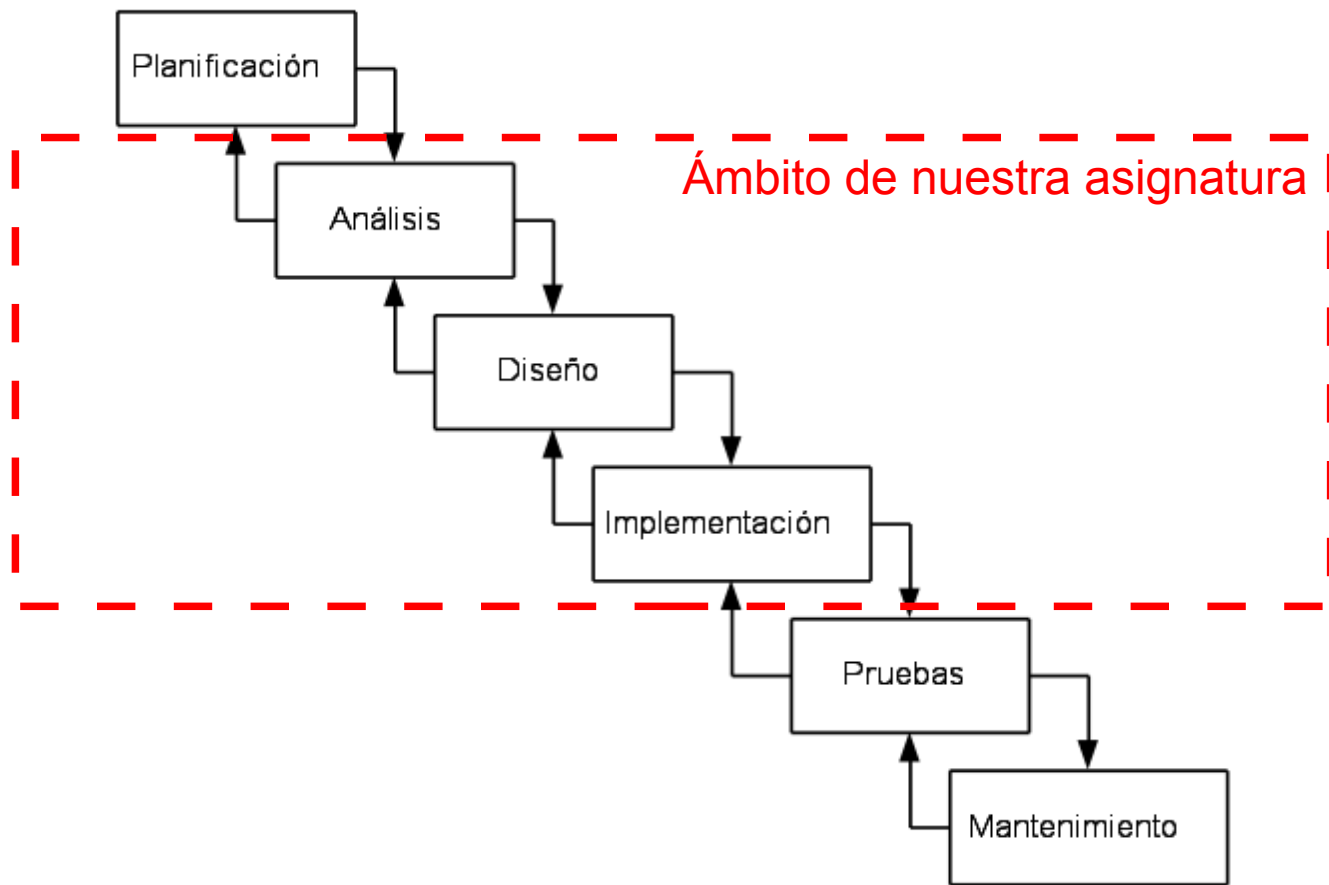 Planificación
Ámbito de nuestra asignatura
Análisis
Diseño
Implementación
Pruebas
Mantenimiento